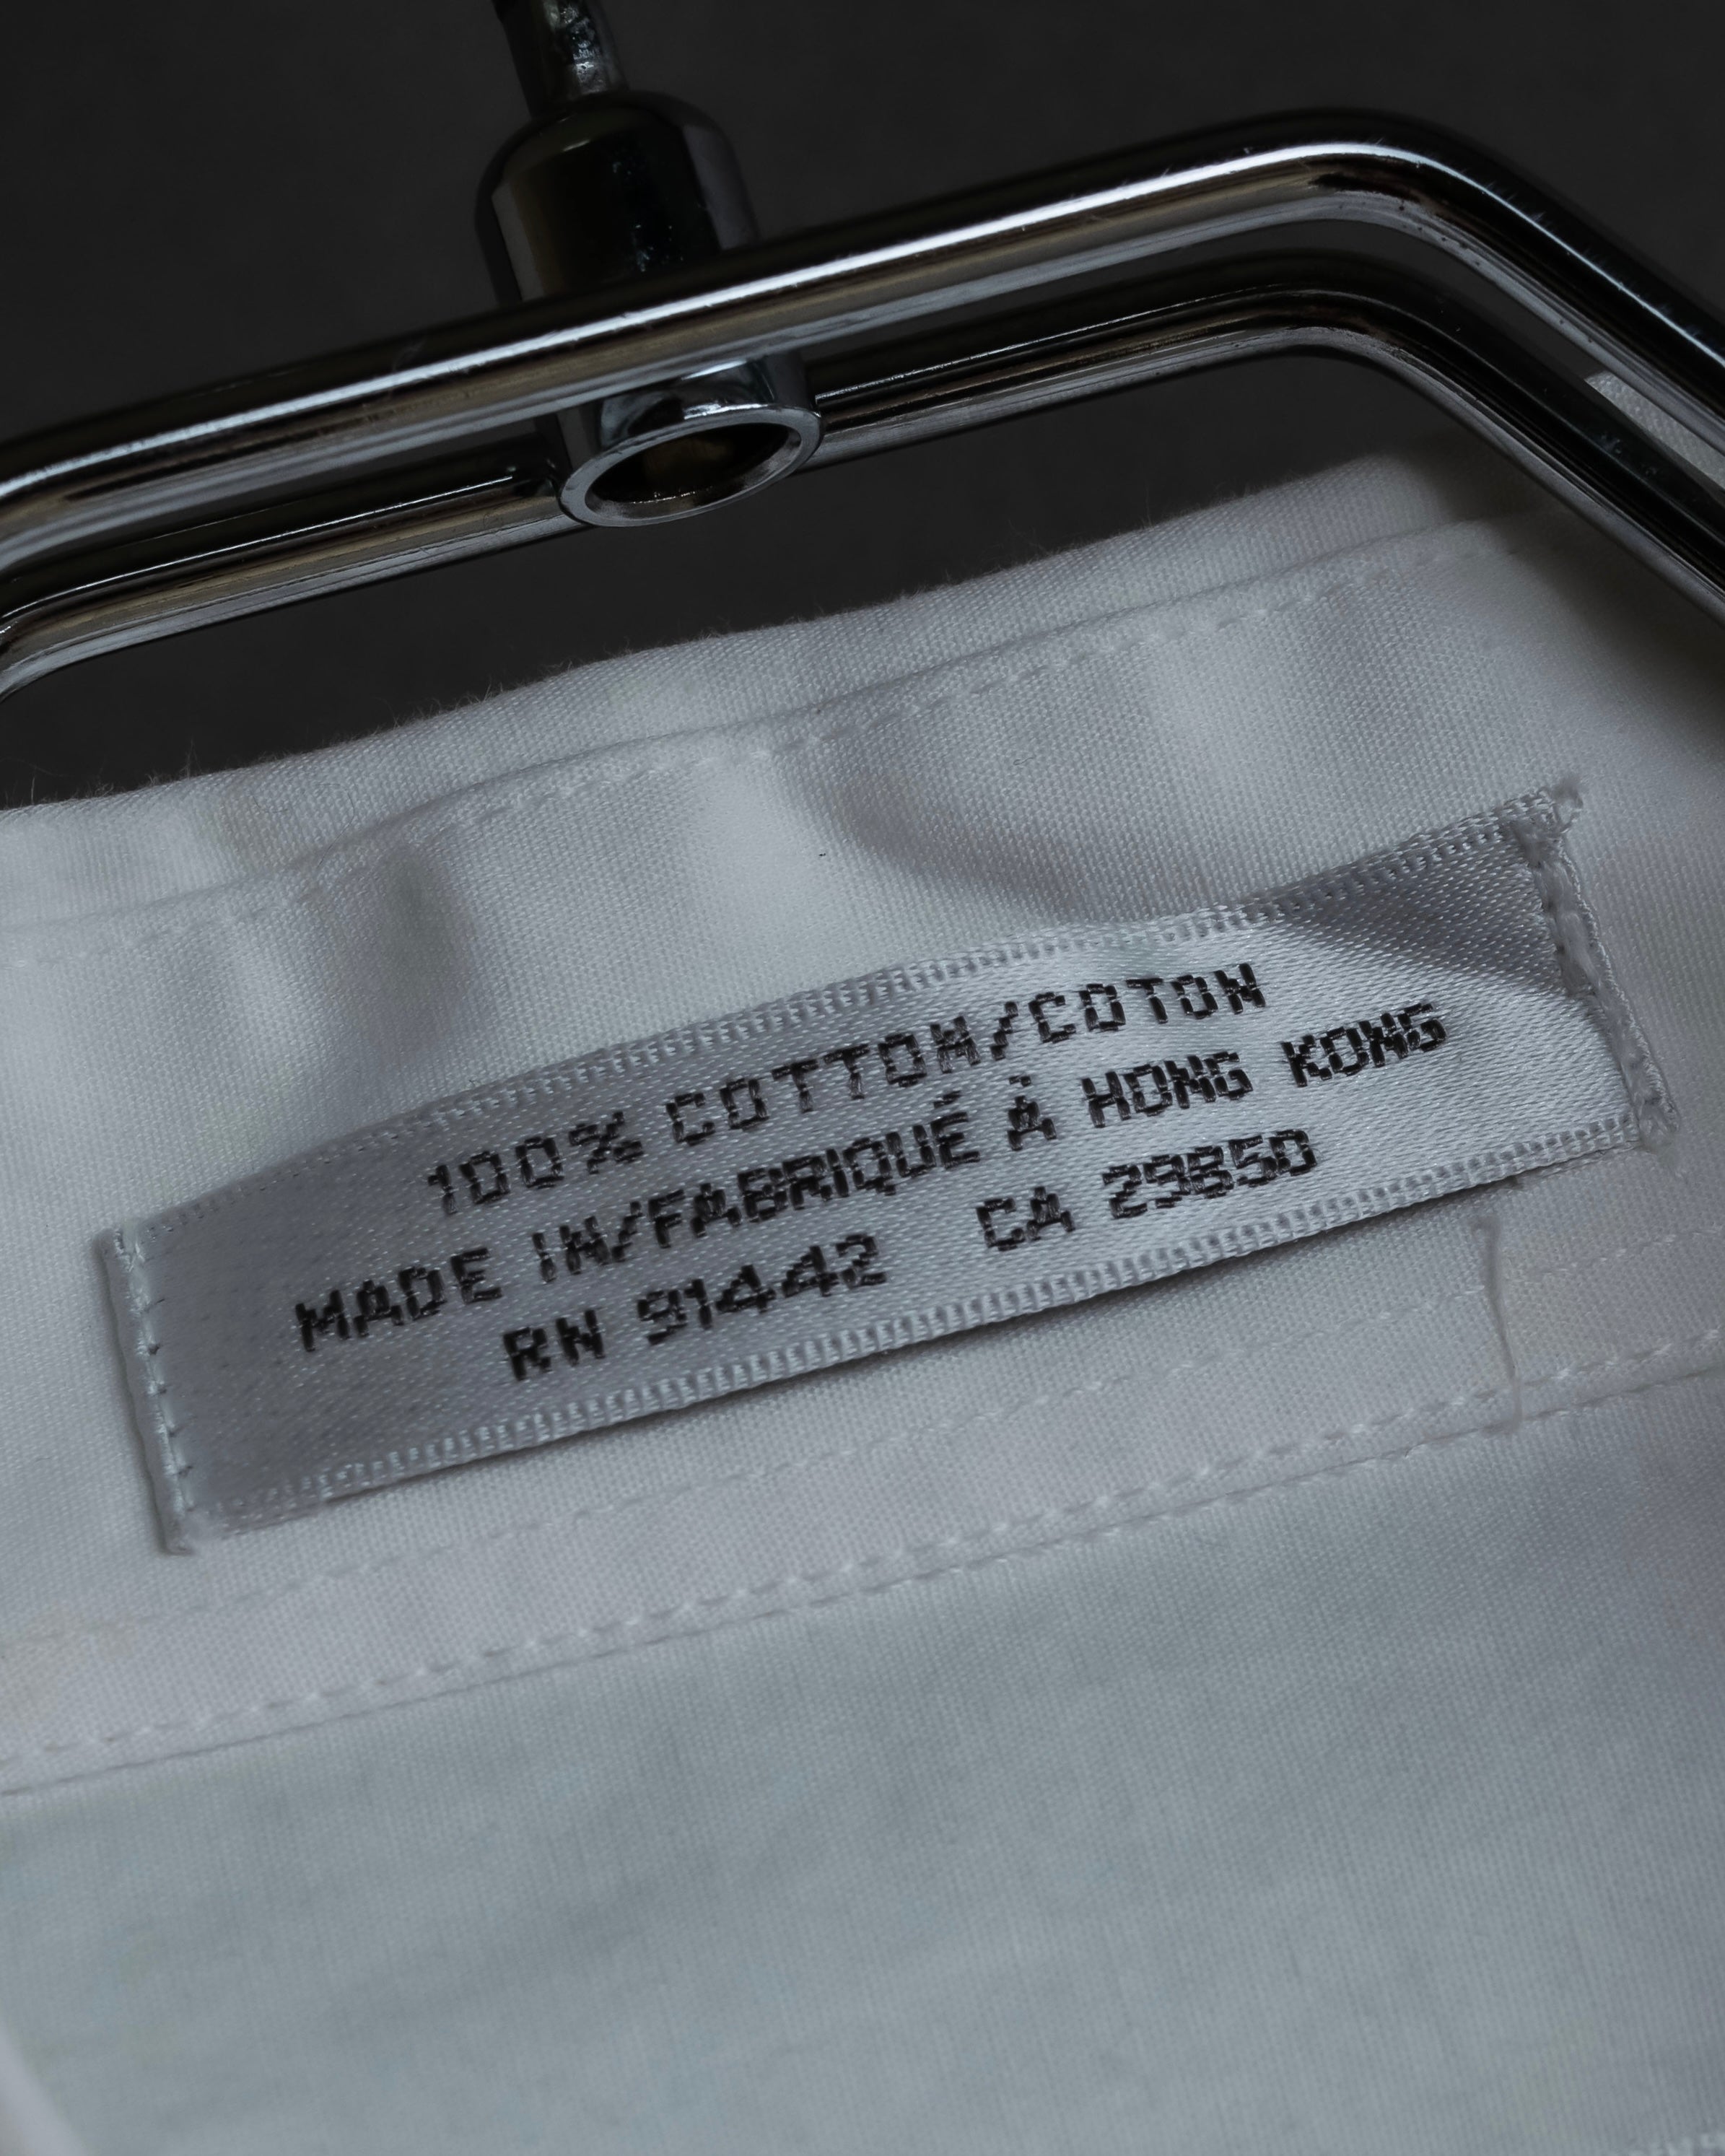 100% COTTON/COTON
MADE IN/FABRIQUÉ À HONG KONG
RN 91442 CA 29850